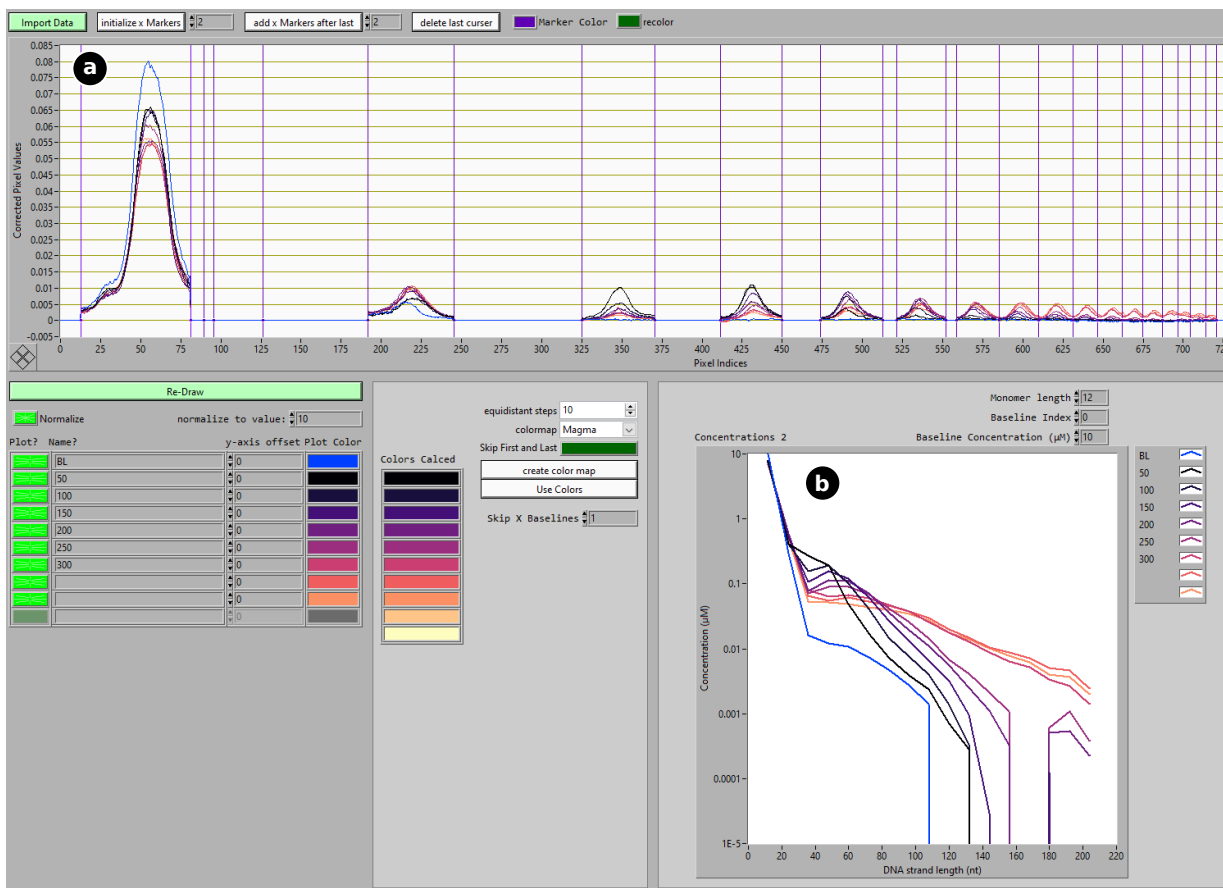 Import Data initialize x Markers 2 add x Markers after last 2 delete last curser Marker Color recolor
a
Corrected Pixel Values
0.085
0.08
0.075
0.07
0.065
0.06
0.055
0.05
0.045
0.04
0.035
0.03
0.025
0.02
0.015
0.01
0.005
0
-0.005
0 25 50 75 100 125 150 175 200 225 250 275 300 325 350 375 400 425 450 475 500 525 550 575 600 625 650 675 700 72
Pixel Indices
Re-Draw
Normalize normalize to value: 10
Plot? Name? y-axis offset Plot Color
BL 0
50 0
100 0
150 0
200 0
250 0
300 0
0
0
0
Colors Calced
equidistant steps 10
colormap Magma
Skip First and Last
create color map
Use Colors
Skip X Baselines 1
Monomer length 12
Baseline Index 0
Baseline Concentration (μM) 10
Concentrations 2
b
Concentration (μM)
10
1
0.1
0.01
0.001
0.0001
1E-5
0 20 40 60 80 100 120 140 160 180 200 220
DNA strand length (nt)
BL
50
100
150
200
250
300